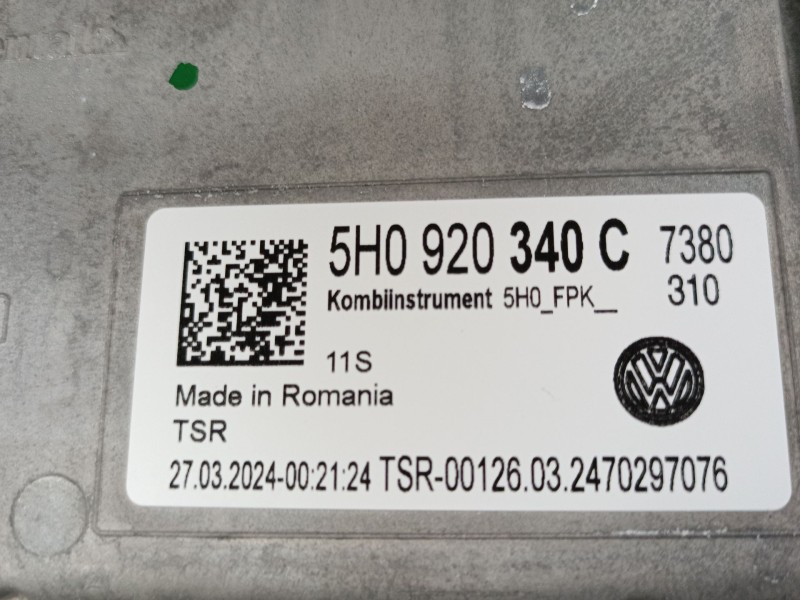 5H0 920 340 C 7380
Kombiinstrument 5H0_FPK__ 310
11S
Made in Romania
TSR
27.03.2024-00:21:24 TSR-00126.03.2470297076